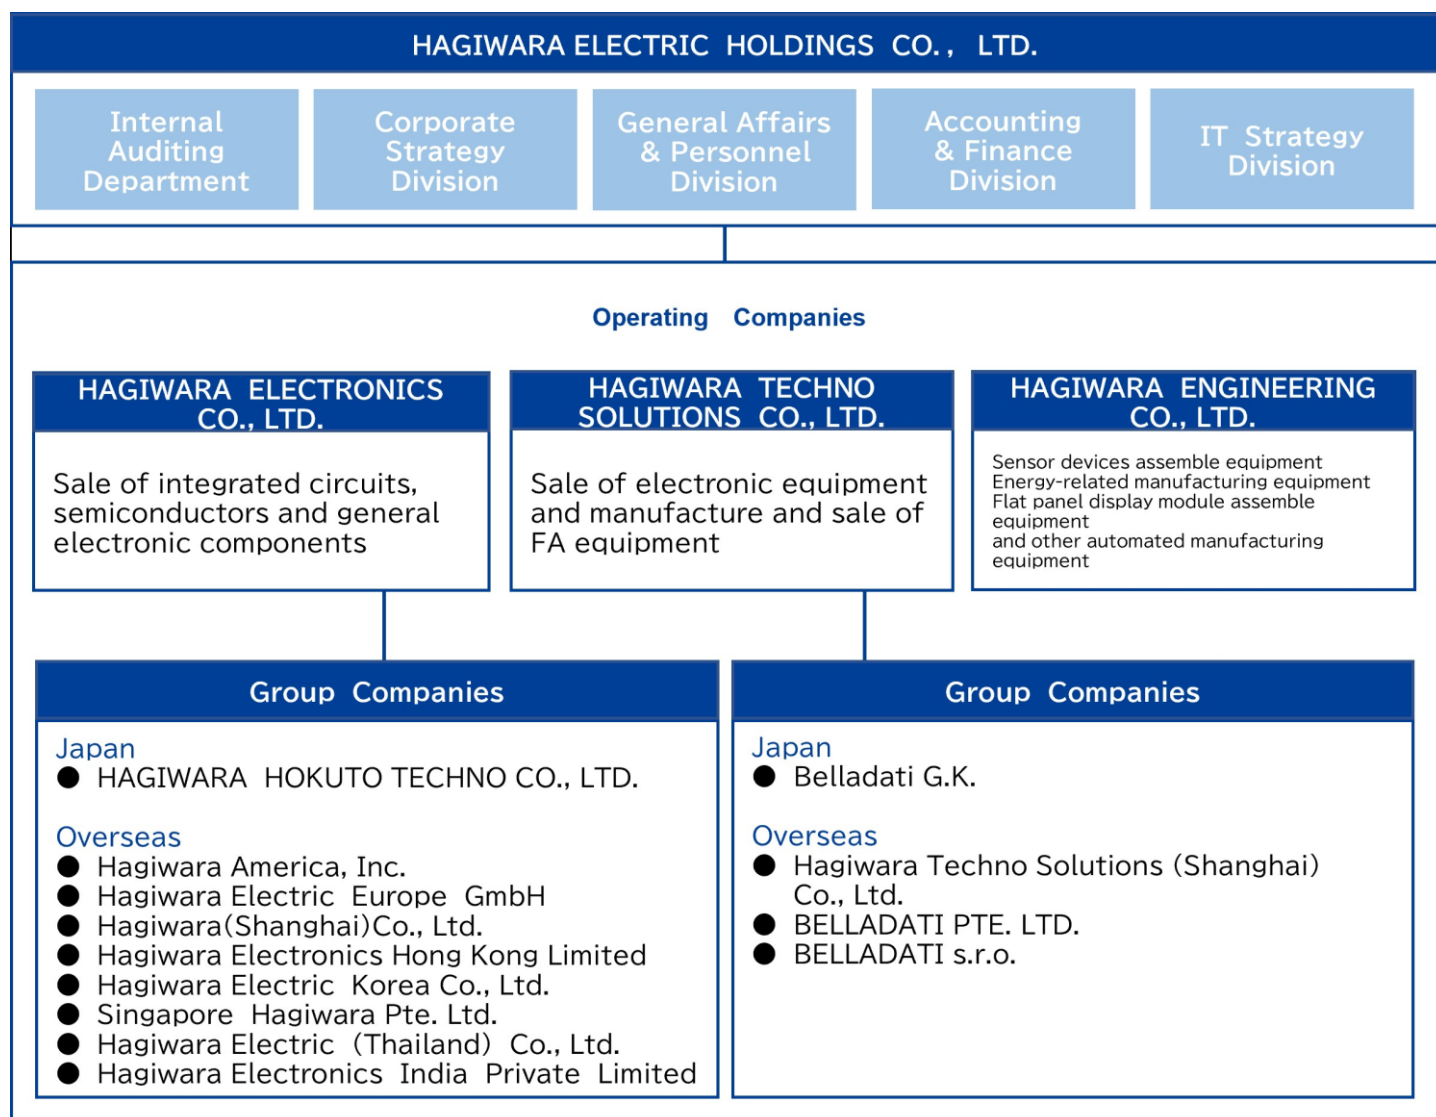 HAGIWARA ELECTRIC HOLDINGS CO., LTD.
Internal
Auditing
Department
Corporate
Strategy
Division
General Affairs
& Personnel
Division
Accounting
& Finance
Division
IT Strategy
Division
Operating Companies
HAGIWARA ELECTRONICS
CO., LTD.
Sale of integrated circuits,
semiconductors and general
electronic components
HAGIWARA TECHNO
SOLUTIONS CO., LTD.
Sale of electronic equipment
and manufacture and sale of
FA equipment
HAGIWARA ENGINEERING
CO., LTD.
Sensor devices assemble equipment
Energy-related manufacturing equipment
Flat panel display module assemble
equipment
and other automated manufacturing
equipment
Group Companies
Japan
● HAGIWARA HOKUTO TECHNO CO., LTD.
Overseas
● Hagiwara America, Inc.
● Hagiwara Electric Europe GmbH
● Hagiwara(Shanghai)Co., Ltd.
● Hagiwara Electronics Hong Kong Limited
● Hagiwara Electric Korea Co., Ltd.
● Singapore Hagiwara Pte. Ltd.
● Hagiwara Electric (Thailand) Co., Ltd.
● Hagiwara Electronics India Private Limited
Group Companies
Japan
● Belladati G.K.
Overseas
● Hagiwara Techno Solutions (Shanghai)
Co., Ltd.
● BELLADATI PTE. LTD.
● BELLADATI s.r.o.